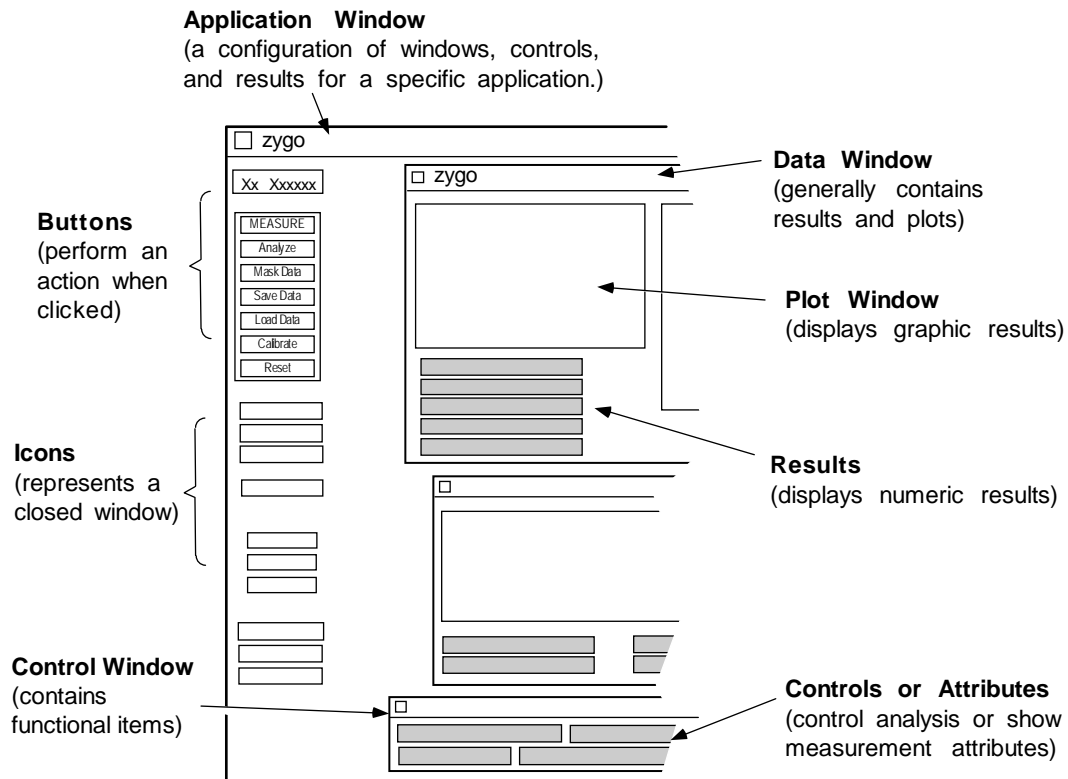 Application Window
(a configuration of windows, controls,
and results for a specific application.)
zygo
Xx Xxxxxx
zygo
Data Window
(generally contains
results and plots)
Buttons
(perform an
action when
clicked)
MEASURE
Analyze
Mask Data
Save Data
Load Data
Calibrate
Reset
Plot Window
(displays graphic results)
Icons
(represents a
closed window)
Results
(displays numeric results)
Control Window
(contains
functional items)
Controls or Attributes
(control analysis or show
measurement attributes)